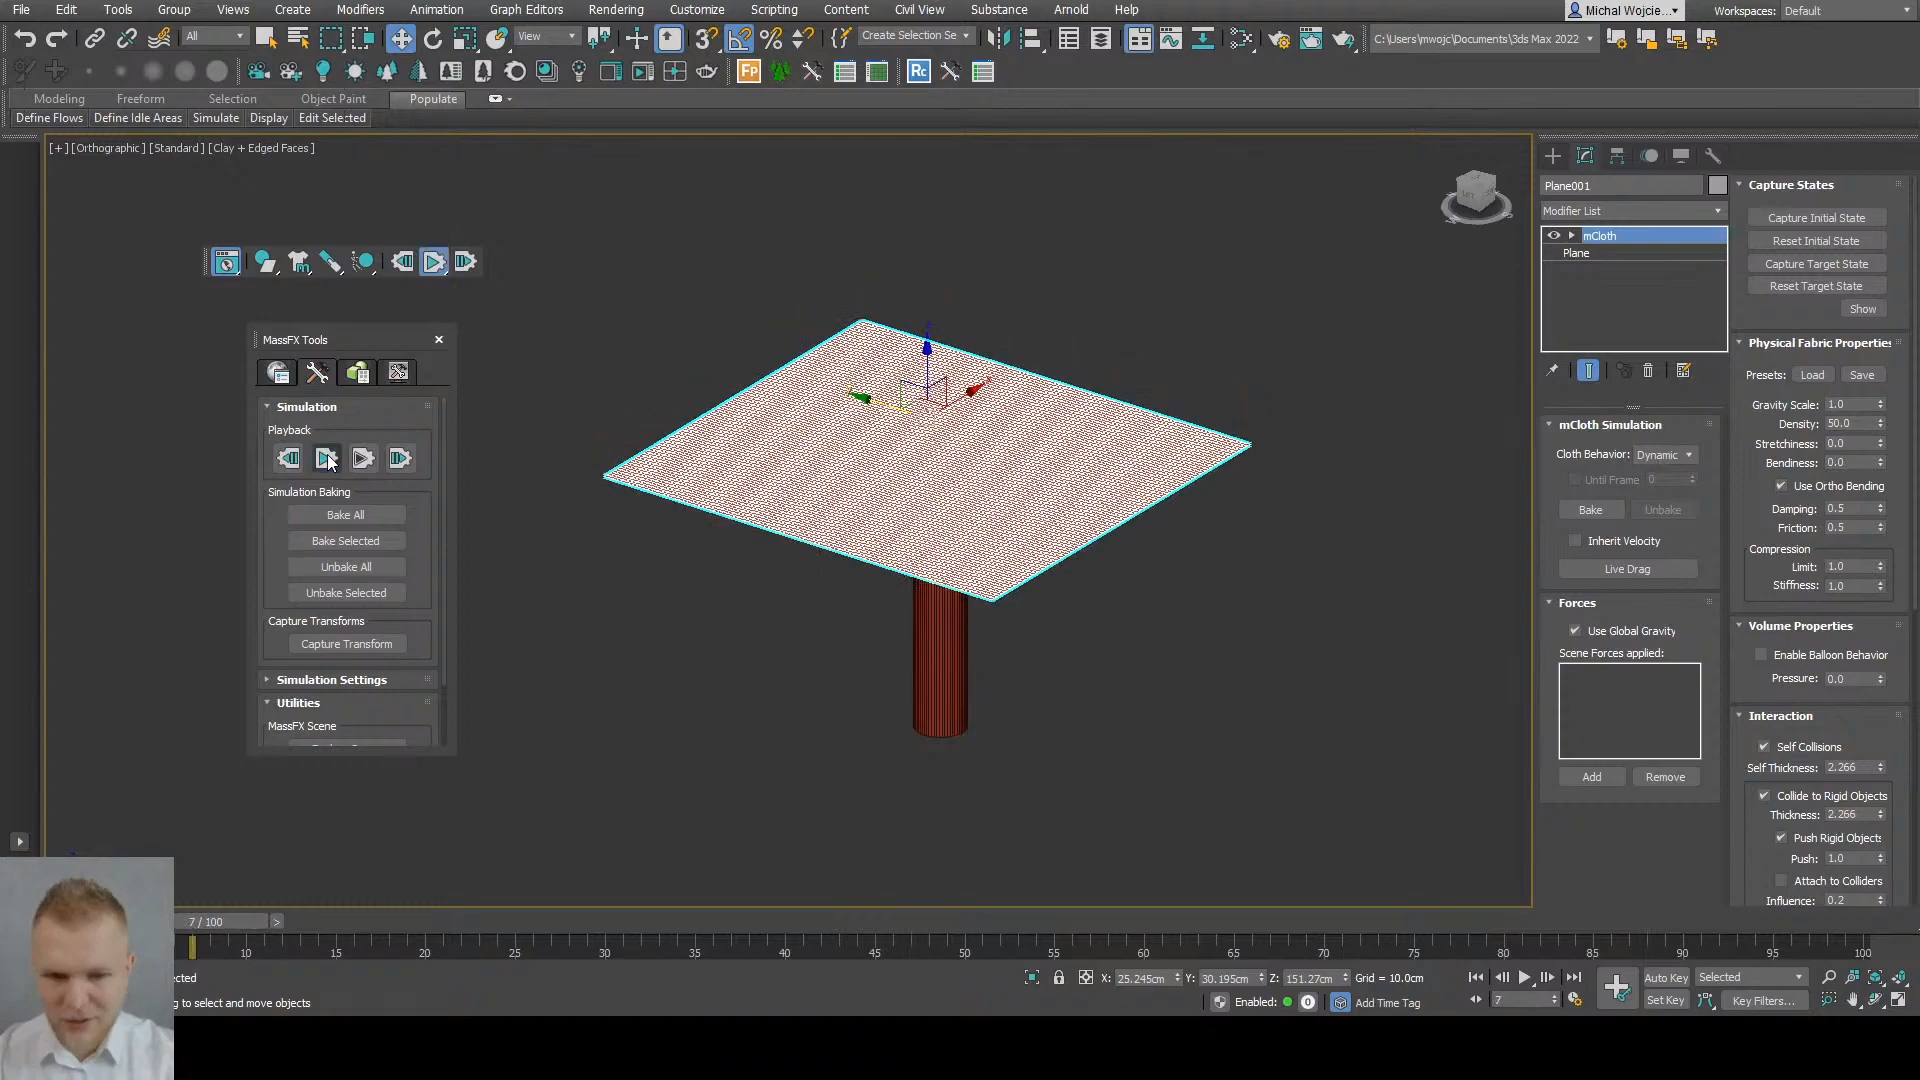 File Edit Tools Group Views Create Modifiers Animation Graph Editors Rendering Customize Scripting Content Civil View Substance Arnold Help
Michal Wojcie... Workspaces: Default
All View Create Selection Se C:\Users\mwojc\Documents\3ds Max 2022
Fp Rc
Modeling Freeform Selection Object Paint Populate
Define Flows Define Idle Areas Simulate Display Edit Selected
[+] [Orthographic] [Standard] [Clay + Edged Faces]
MassFX Tools
Simulation
Playback
Simulation Baking
Bake All
Bake Selected
Unbake All
Unbake Selected
Capture Transforms
Capture Transform
Simulation Settings
Utilities
MassFX Scene
Plane001
Modifier List
mCloth
Plane
mCloth Simulation
Cloth Behavior: Dynamic
Until Frame 0
Bake Unbake
Inherit Velocity
Live Drag
Forces
Use Global Gravity
Scene Forces applied:
Add Remove
Capture States
Capture Initial State
Reset Initial State
Capture Target State
Reset Target State
Show
Physical Fabric Properties
Presets: Load Save
Gravity Scale: 1.0
Density: 50.0
Stretchiness: 0.0
Bendiness: 0.0
Use Ortho Bending
Damping: 0.5
Friction: 0.5
Compression
Limit: 1.0
Stiffness: 1.0
Volume Properties
Enable Balloon Behavior
Pressure: 0.0
Interaction
Self Collisions
Self Thickness: 2.266
Collide to Rigid Objects
Thickness: 2.266
Push Rigid Objects
Push: 1.0
Attach to Colliders
Influence: 0.2
7 / 100 >
10 15 20 25 30 35 40 45 50 55 60 65 70 75 80 85 90 95 100
ected X: 25.245cm Y: 30.195cm Z: 151.27cm Grid = 10.0cm Auto Key Selected
g to select and move objects Enabled: 0 Add Time Tag 7 Set Key Key Filters...